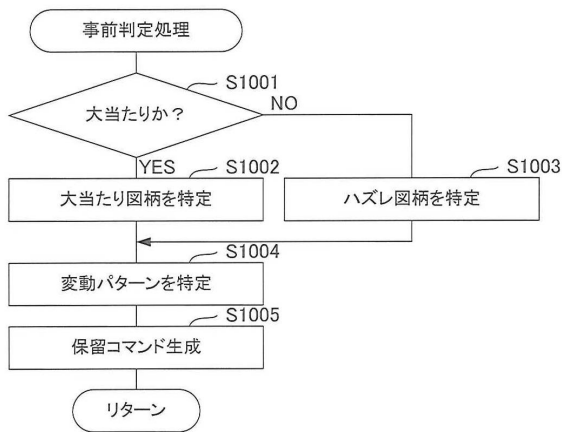 事前判定処理
S1001
大当たりか？
NO
YES
S1002
大当たり図柄を特定
S1003
ハズレ図柄を特定
S1004
変動パターンを特定
S1005
保留コマンド生成
リターン